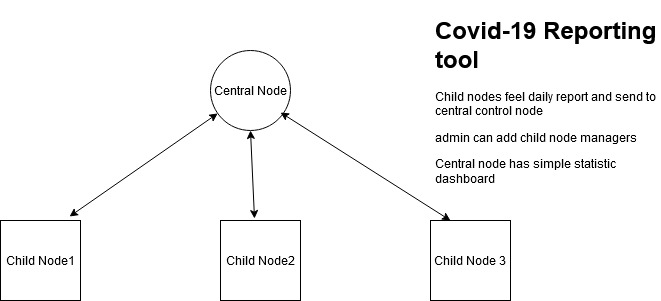 Covid-19 Reporting
tool
Child nodes feel daily report and send to
central control node
admin can add child node managers
Central node has simple statistic
dashboard
Central Node
Child Node1
Child Node2
Child Node 3